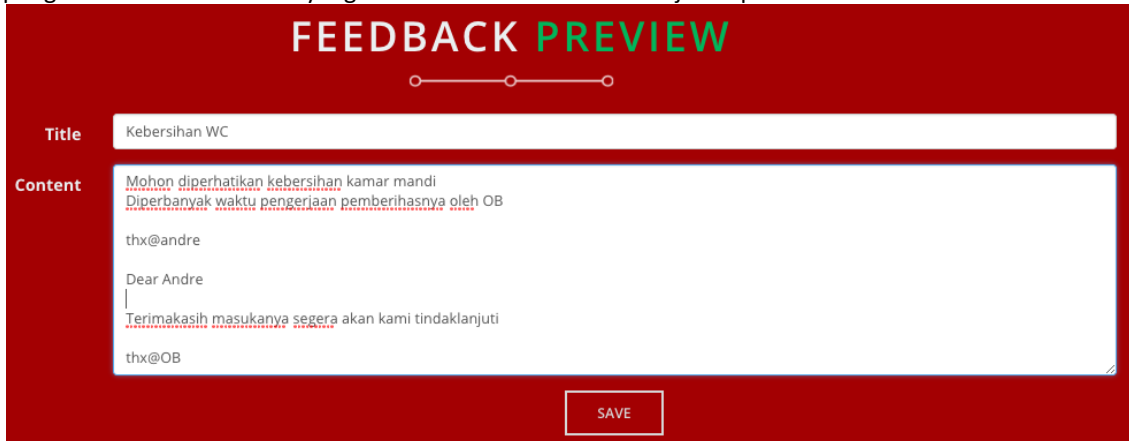 FEEDBACK PREVIEW
Title
Kebersihan WC
Content
Mohon diperhatikan kebersihan kamar mandi
Diperbanyak waktu pengerjaan pemberihasnya oleh OB
thx@andre
Dear Andre
Terimakasih masukanya segera akan kami tindaklanjuti
thx@OB
SAVE